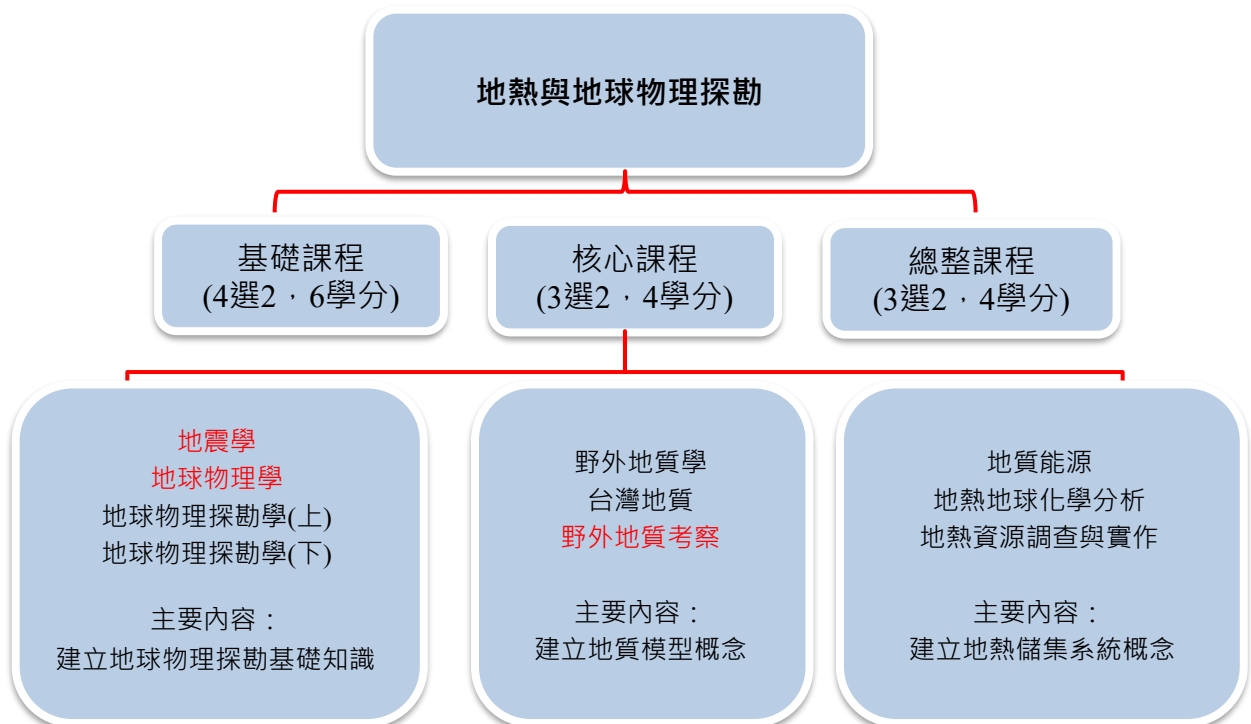 地熱與地球物理探勘
基礎課程
(4選2，6學分)
核心課程
(3選2，4學分)
總整課程
(3選2，4學分)
地震學
地球物理學
地球物理探勘學(上)
地球物理探勘學(下)
主要內容：
建立地球物理探勘基礎知識
野外地質學
台灣地質
野外地質考察
主要內容：
建立地質模型概念
地質能源
地熱地球化學分析
地熱資源調查與實作
主要內容：
建立地熱儲集系統概念